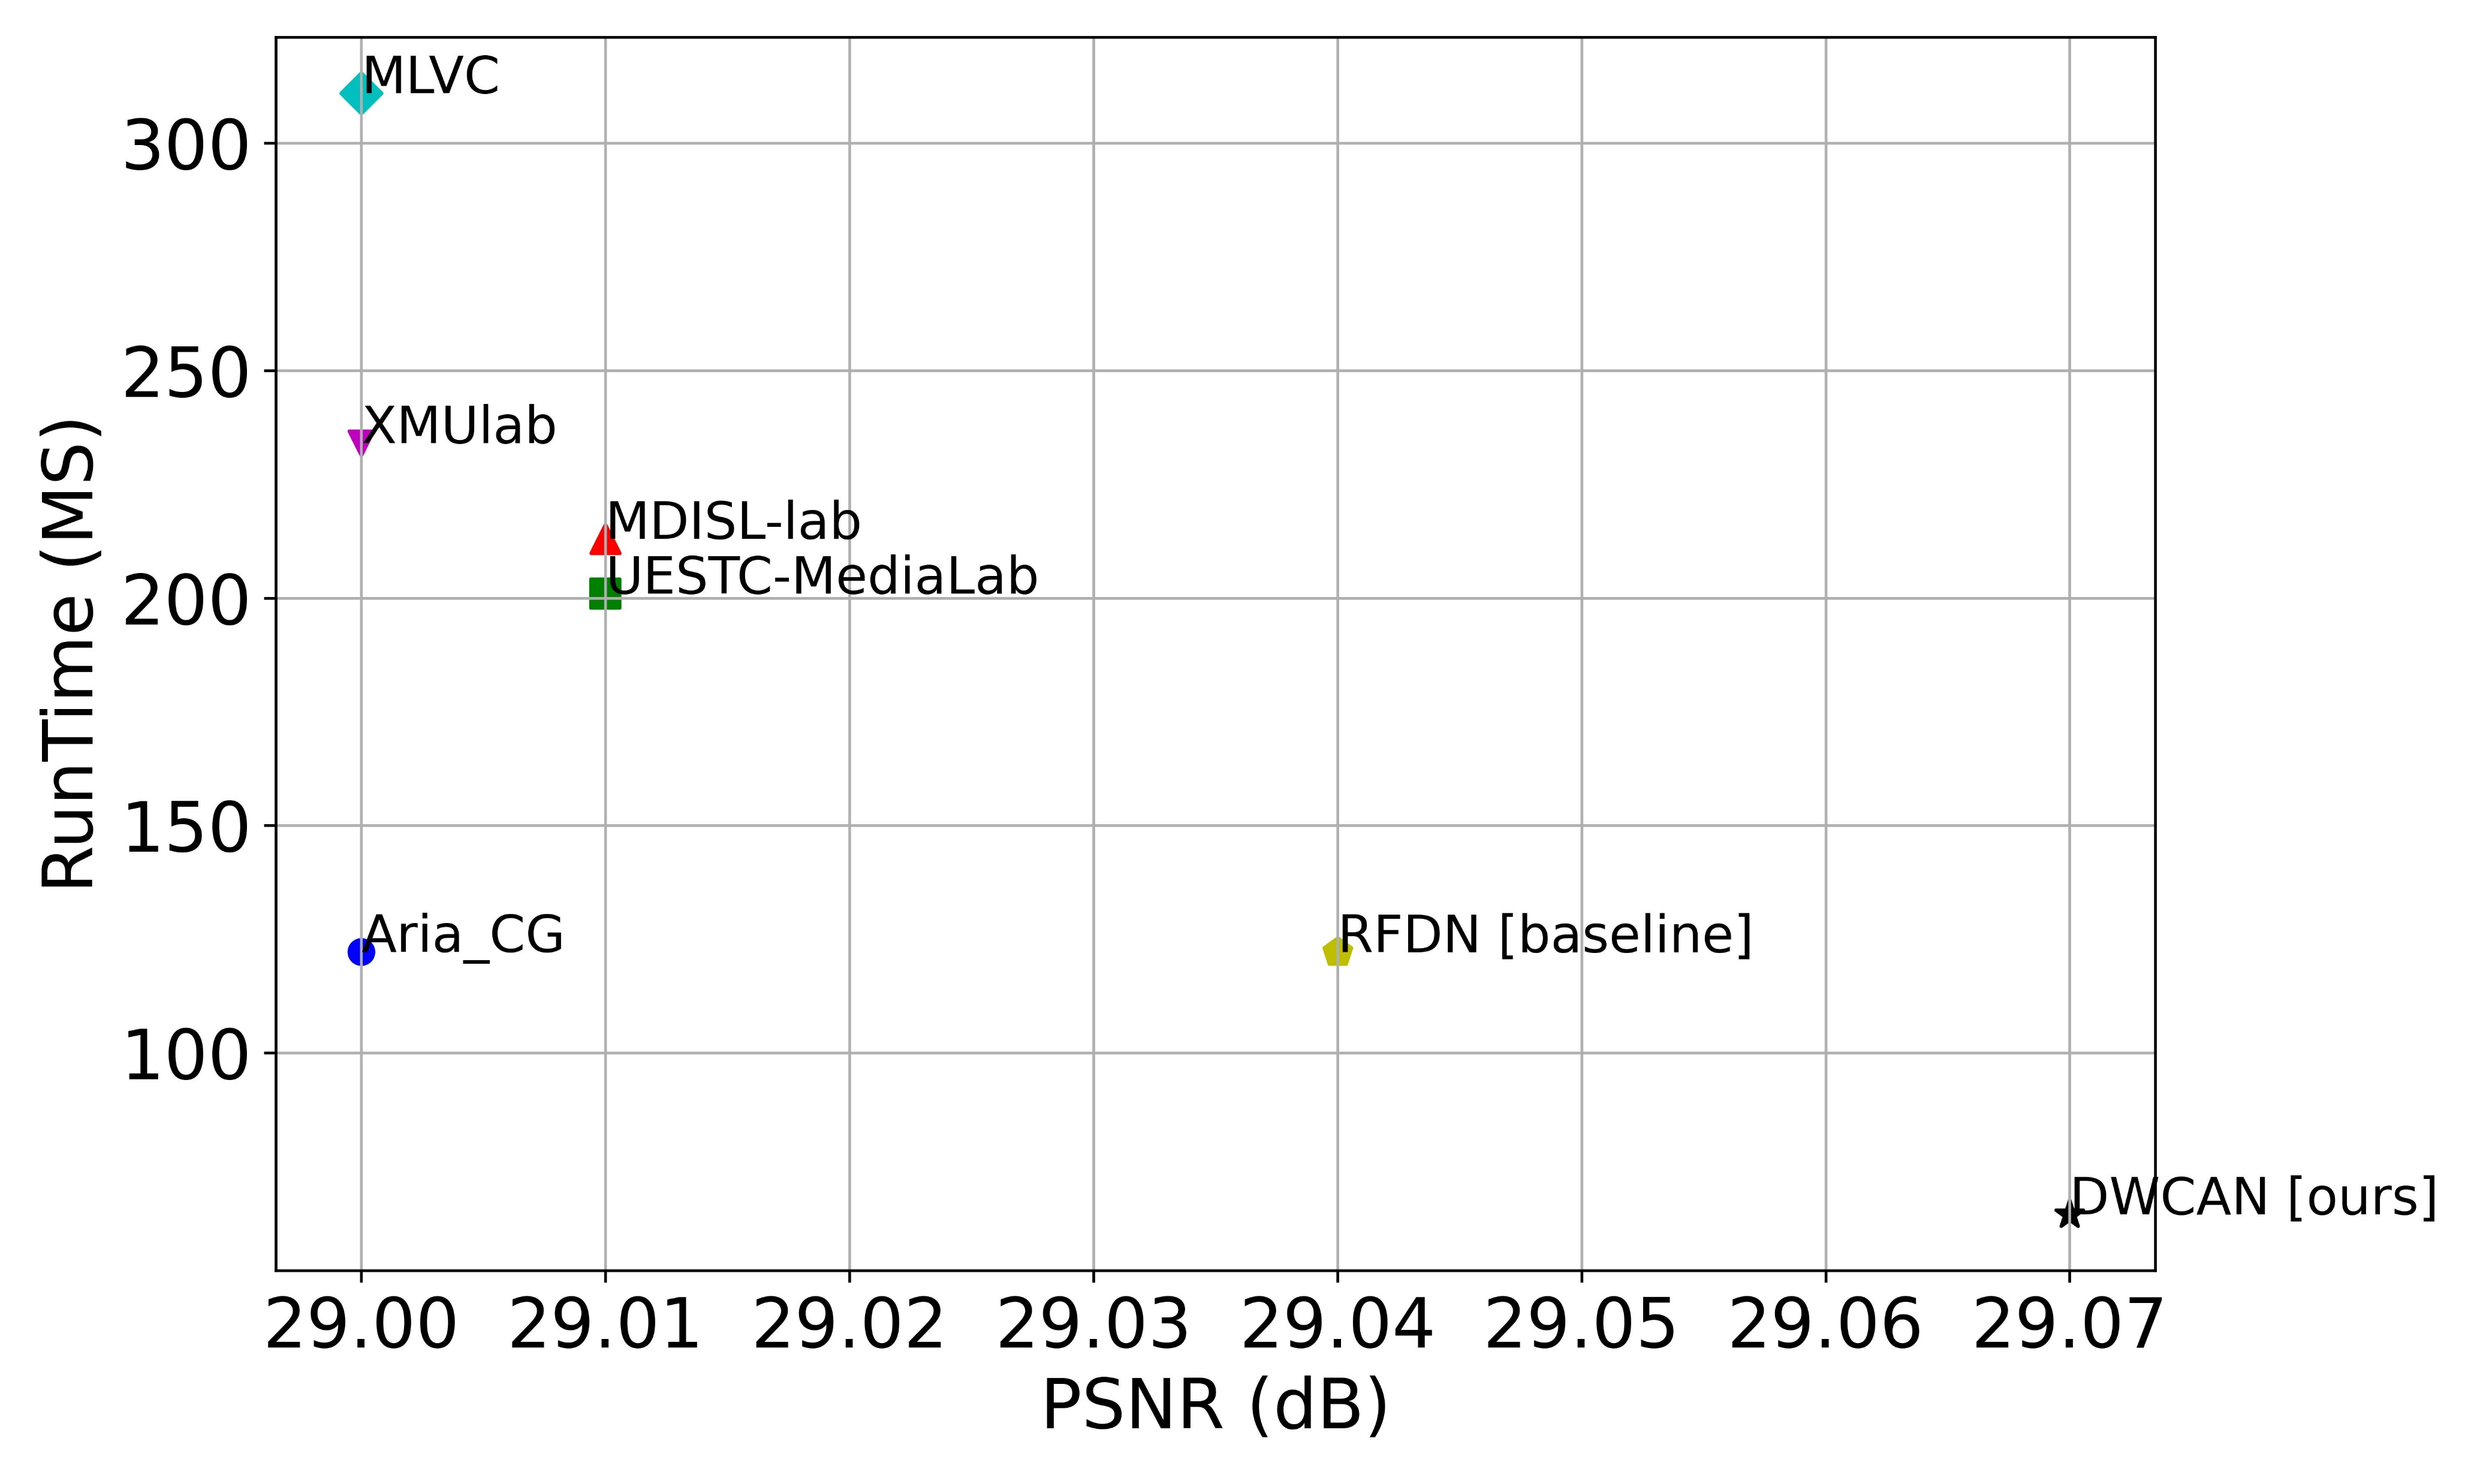 MLVC
300
250
XMUlab
MDISL-lab
UESTC-MediaLab
200
RunTime (MS)
150
Aria_CG
RFDN [baseline]
100
DWCAN [ours]
29.00 29.01 29.02 29.03 29.04 29.05 29.06 29.07
PSNR (dB)